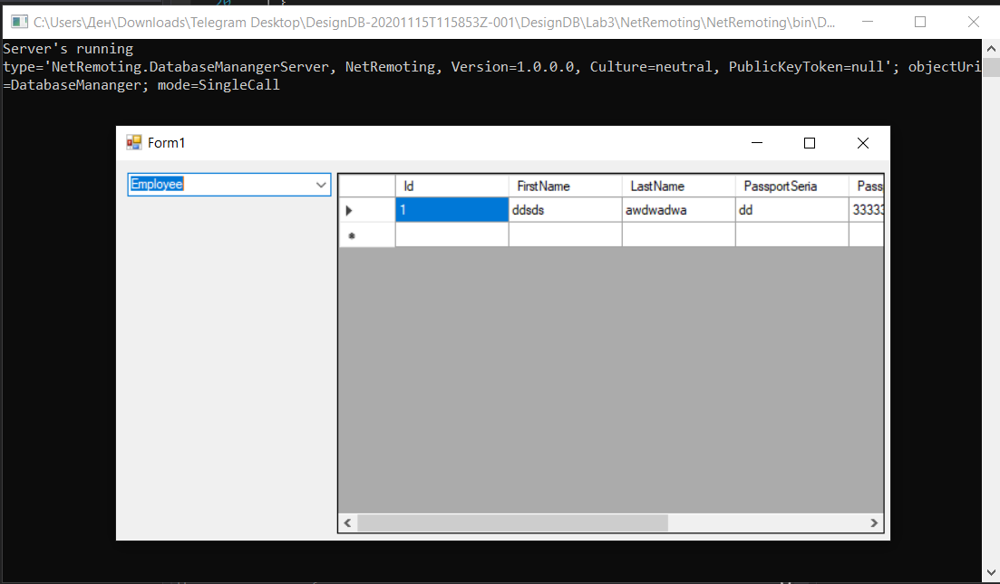 C:\Users\Ден\Downloads\Telegram Desktop\DesignDB-20201115T115853Z-001\DesignDB\Lab3\NetRemoting\NetRemoting\bin\D...
Server's running
type='NetRemoting.DatabaseManangerServer, NetRemoting, Version=1.0.0.0, Culture=neutral, PublicKeyToken=null'; objectUri
=DatabaseMananger; mode=SingleCall
Form1
Employee
Id FirstName LastName PassportSeria Pass
1 ddsds awdwadwa dd 33333